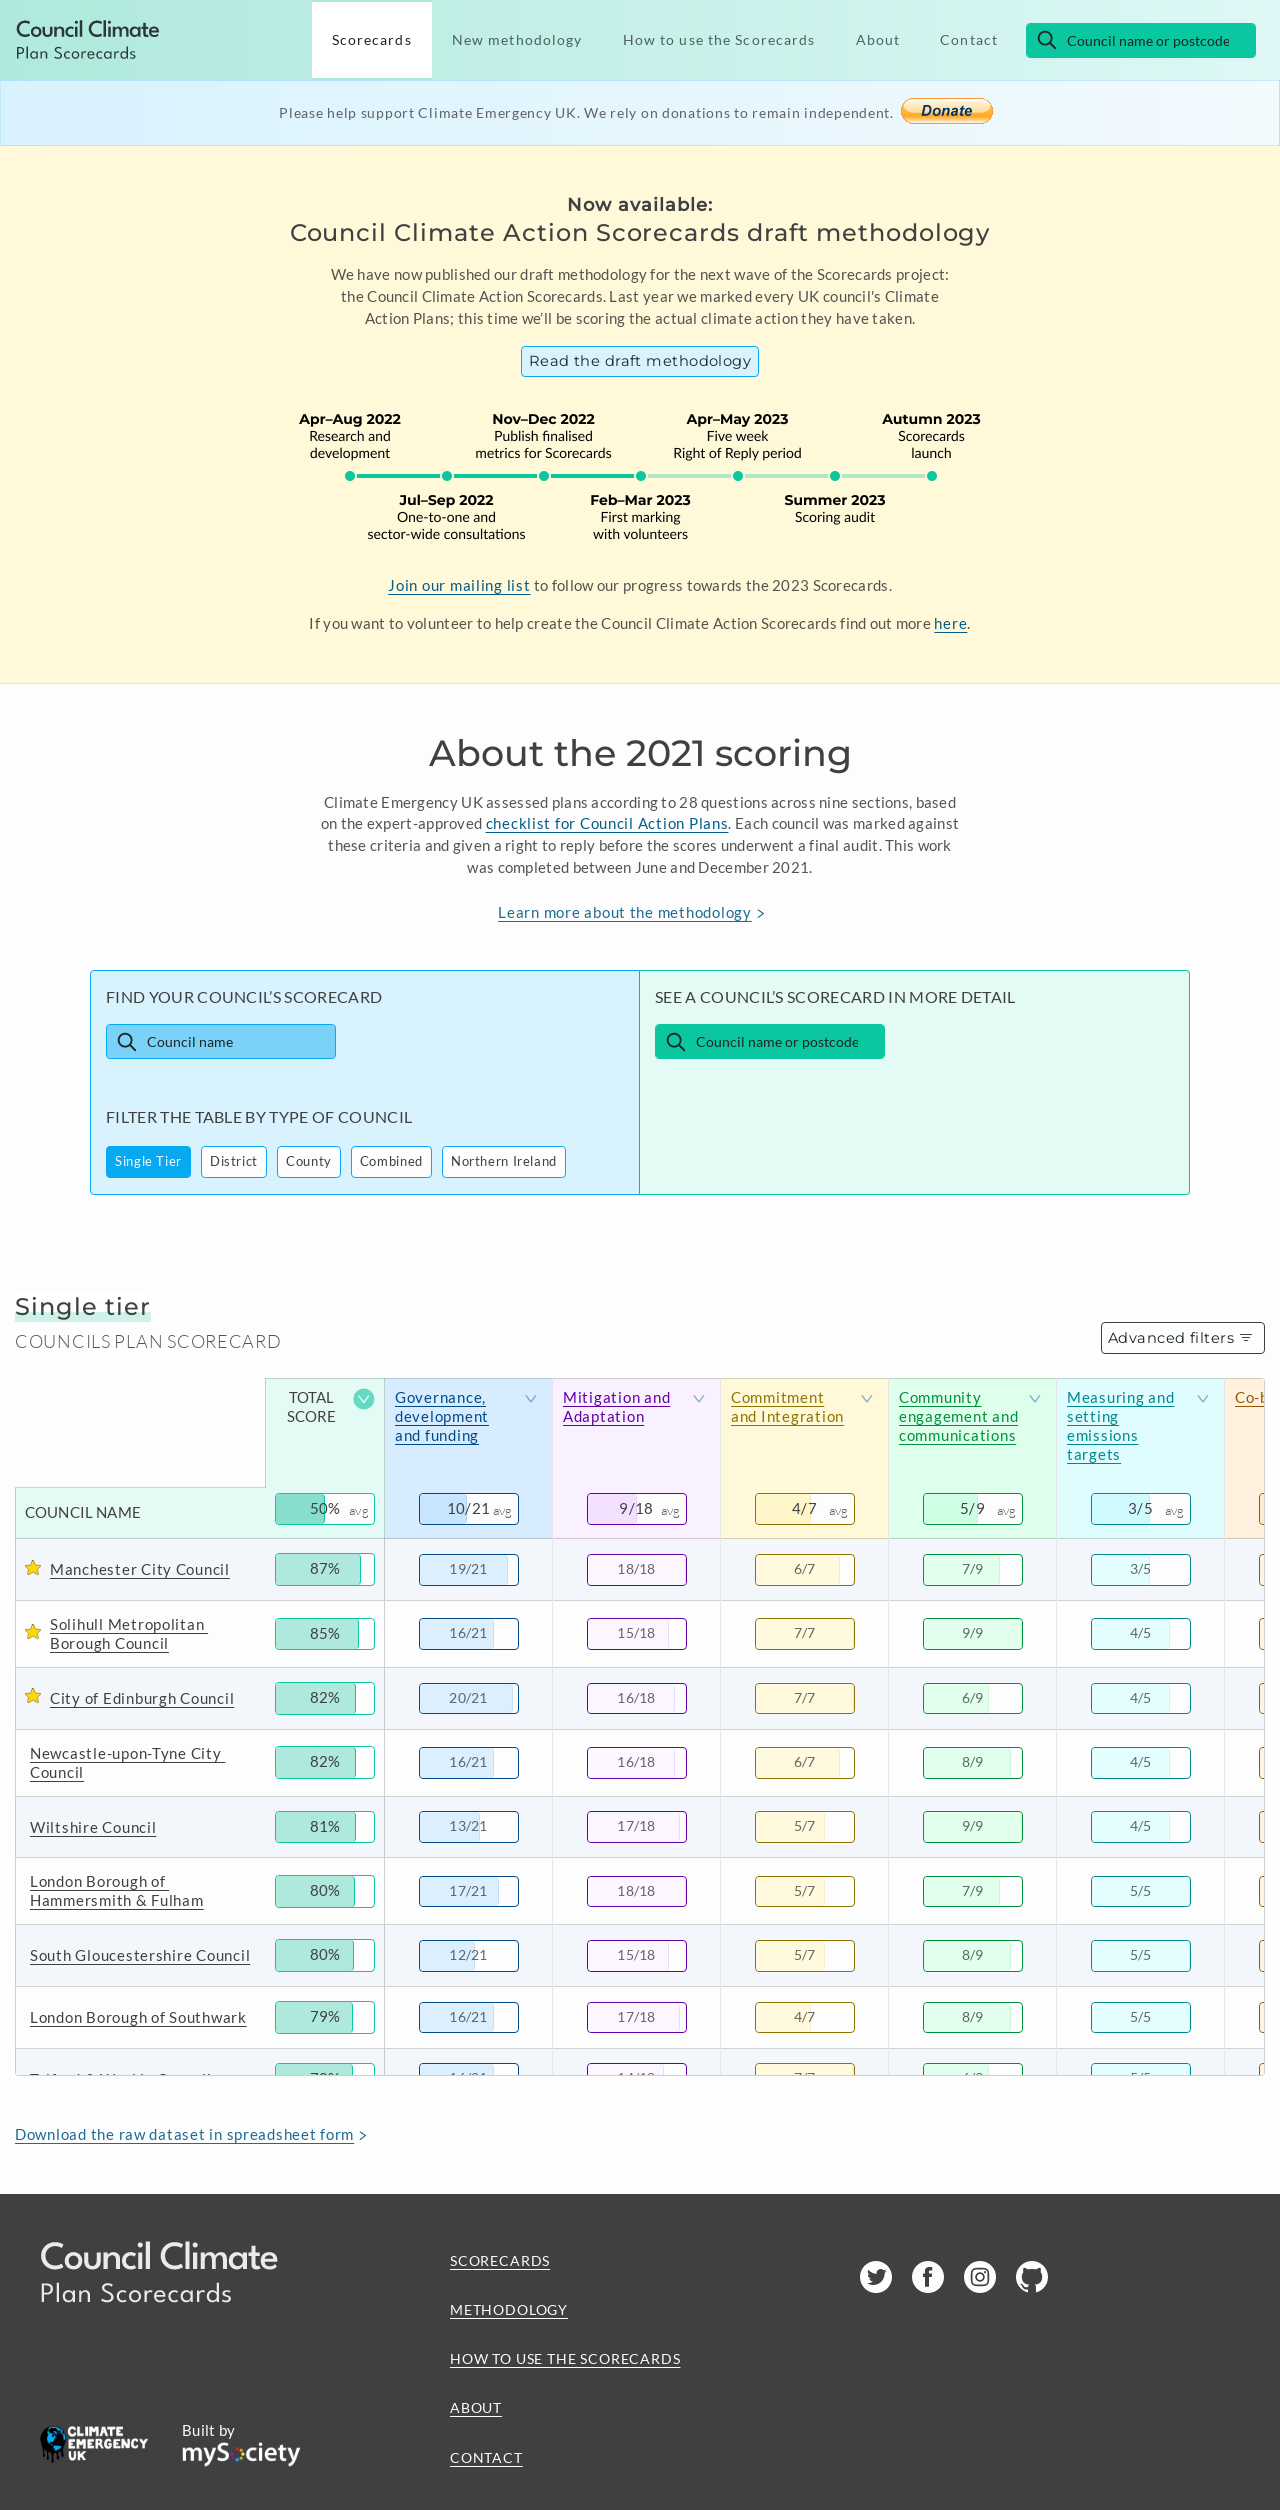 Council Climate
Plan Scorecards
Scorecards
New methodology
How to use the Scorecards
About
Contact
Council name or postcode
Please help support Climate Emergency UK. We rely on donations to remain independent.
Donate
Now available:
Council Climate Action Scorecards draft methodology
We have now published our draft methodology for the next wave of the Scorecards project:
the Council Climate Action Scorecards. Last year we marked every UK council's Climate
Action Plans; this time we'll be scoring the actual climate action they have taken.
Read the draft methodology
Apr–Aug 2022
Research and
development
Nov–Dec 2022
Publish finalised
metrics for Scorecards
Apr–May 2023
Five week
Right of Reply period
Autumn 2023
Scorecards
launch
Jul–Sep 2022
One-to-one and
sector-wide consultations
Feb–Mar 2023
First marking
with volunteers
Summer 2023
Scoring audit
Join our mailing list to follow our progress towards the 2023 Scorecards.
If you want to volunteer to help create the Council Climate Action Scorecards find out more here.
About the 2021 scoring
Climate Emergency UK assessed plans according to 28 questions across nine sections, based
on the expert-approved checklist for Council Action Plans. Each council was marked against
these criteria and given a right to reply before the scores underwent a final audit. This work
was completed between June and December 2021.
Learn more about the methodology >
FIND YOUR COUNCIL'S SCORECARD
Council name
FILTER THE TABLE BY TYPE OF COUNCIL
Single Tier
District
County
Combined
Northern Ireland
SEE A COUNCIL'S SCORECARD IN MORE DETAIL
Council name or postcode
Single tier
COUNCILS PLAN SCORECARD
Advanced filters
TOTAL
SCORE
Governance,
development
and funding
Mitigation and
Adaptation
Commitment
and Integration
Community
engagement and
communications
Measuring and
setting
emissions
targets
COUNCIL NAME
50% avg
10/21 avg
9/18 avg
4/7 avg
5/9 avg
3/5 avg
Manchester City Council
87%
19/21
18/18
6/7
7/9
3/5
Solihull Metropolitan
Borough Council
85%
16/21
15/18
7/7
9/9
4/5
City of Edinburgh Council
82%
20/21
16/18
7/7
6/9
4/5
Newcastle-upon-Tyne City
Council
82%
16/21
16/18
6/7
8/9
4/5
Wiltshire Council
81%
13/21
17/18
5/7
9/9
4/5
London Borough of
Hammersmith & Fulham
80%
17/21
18/18
5/7
7/9
5/5
South Gloucestershire Council
80%
12/21
15/18
5/7
8/9
5/5
London Borough of Southwark
79%
16/21
17/18
4/7
8/9
5/5
Download the raw dataset in spreadsheet form >
Council Climate
Plan Scorecards
SCORECARDS
METHODOLOGY
HOW TO USE THE SCORECARDS
ABOUT
CONTACT
CLIMATE
EMERGENCY
UK
Built by
mySociety